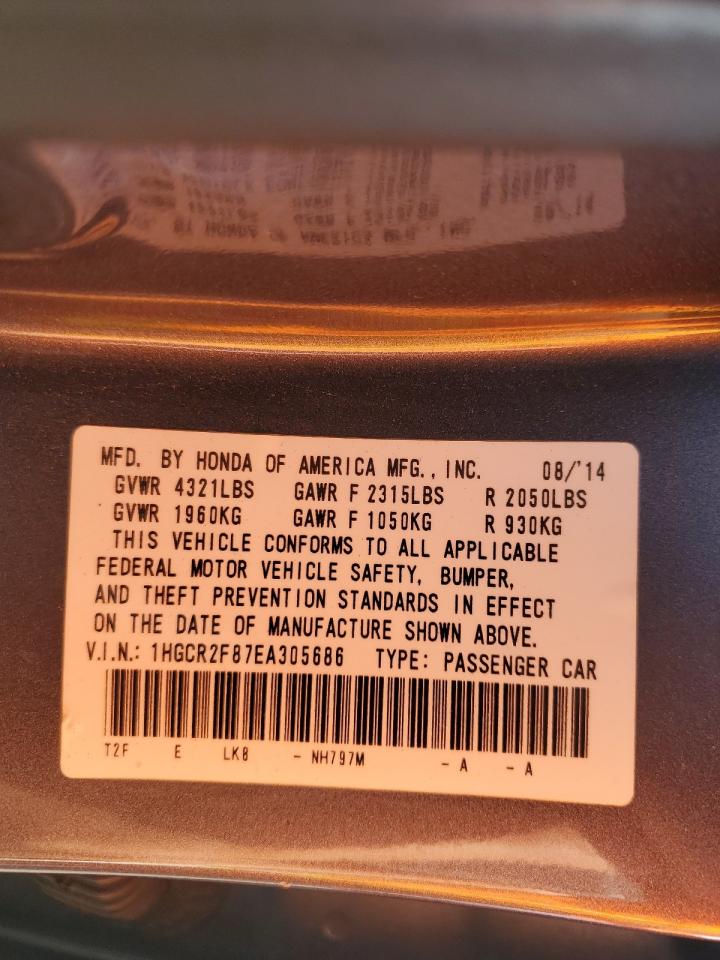 MFD. BY HONDA OF AMERICA MFG., INC. 08/'14
GVWR 4321LBS GAWR F 2315LBS R 2050LBS
GVWR 1960KG GAWR F 1050KG R 930KG
THIS VEHICLE CONFORMS TO ALL APPLICABLE
FEDERAL MOTOR VEHICLE SAFETY, BUMPER,
AND THEFT PREVENTION STANDARDS IN EFFECT
ON THE DATE OF MANUFACTURE SHOWN ABOVE.
V.I.N.: 1HGCR2F87EA305686 TYPE: PASSENGER CAR
T2F E LK8 - NH797M - A - A